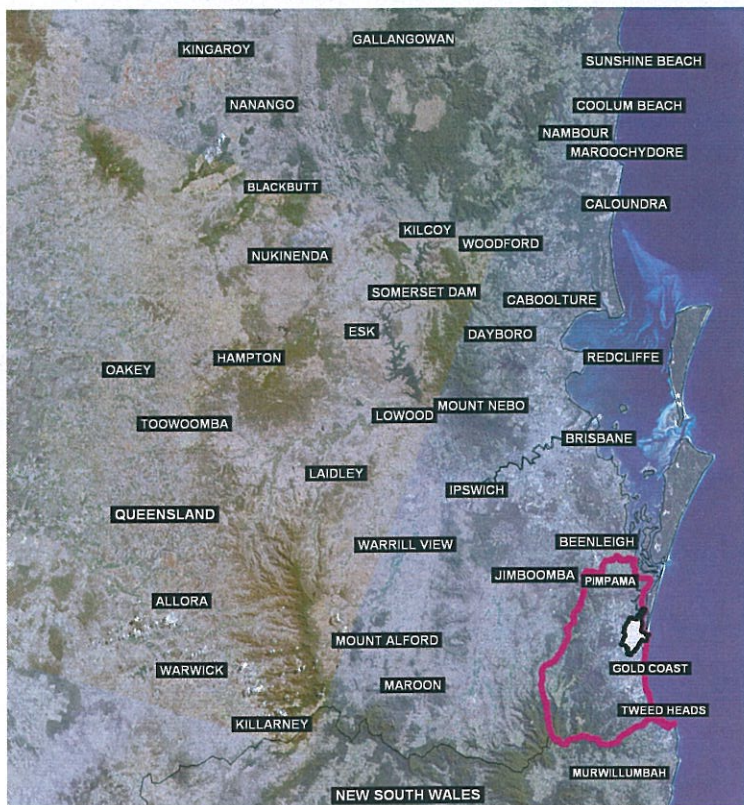 GALLANGOWAN
KINGAROY
SUNSHINE BEACH
NANANGO
COOLUM BEACH
NAMBOUR
MAROOCHYDORE
BLACKBUTT
CALOUNDRA
KILCOY
WOODFORD
NUKINENDA
SOMERSET DAM
CABOOLTURE
ESK
DAYBORO
HAMPTON
REDCLIFFE
OAKEY
MOUNT NEBO
LOWOOD
TOOWOOMBA
BRISBANE
LAIDLEY
IPSWICH
QUEENSLAND
BEENLEIGH
WARRILL VIEW
JIMBOOMBA
PIMPAMA
ALLORA
MOUNT ALFORD
GOLD COAST
WARWICK
MAROON
TWEED HEADS
KILLARNEY
MURWILLUMBAH
NEW SOUTH WALES